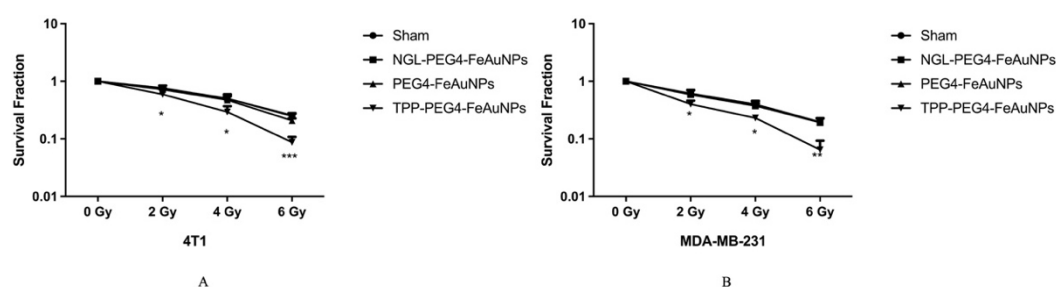 10
1
0.1
0.01
Survival Fraction
0 Gy 2 Gy 4 Gy 6 Gy
4T1
* * ***
Sham
NGL-PEG4-FeAuNPs
PEG4-FeAuNPs
TPP-PEG4-FeAuNPs
A
10
1
0.1
0.01
Survival Fraction
0 Gy 2 Gy 4 Gy 6 Gy
MDA-MB-231
* * **
Sham
NGL-PEG4-FeAuNPs
PEG4-FeAuNPs
TPP-PEG4-FeAuNPs
B